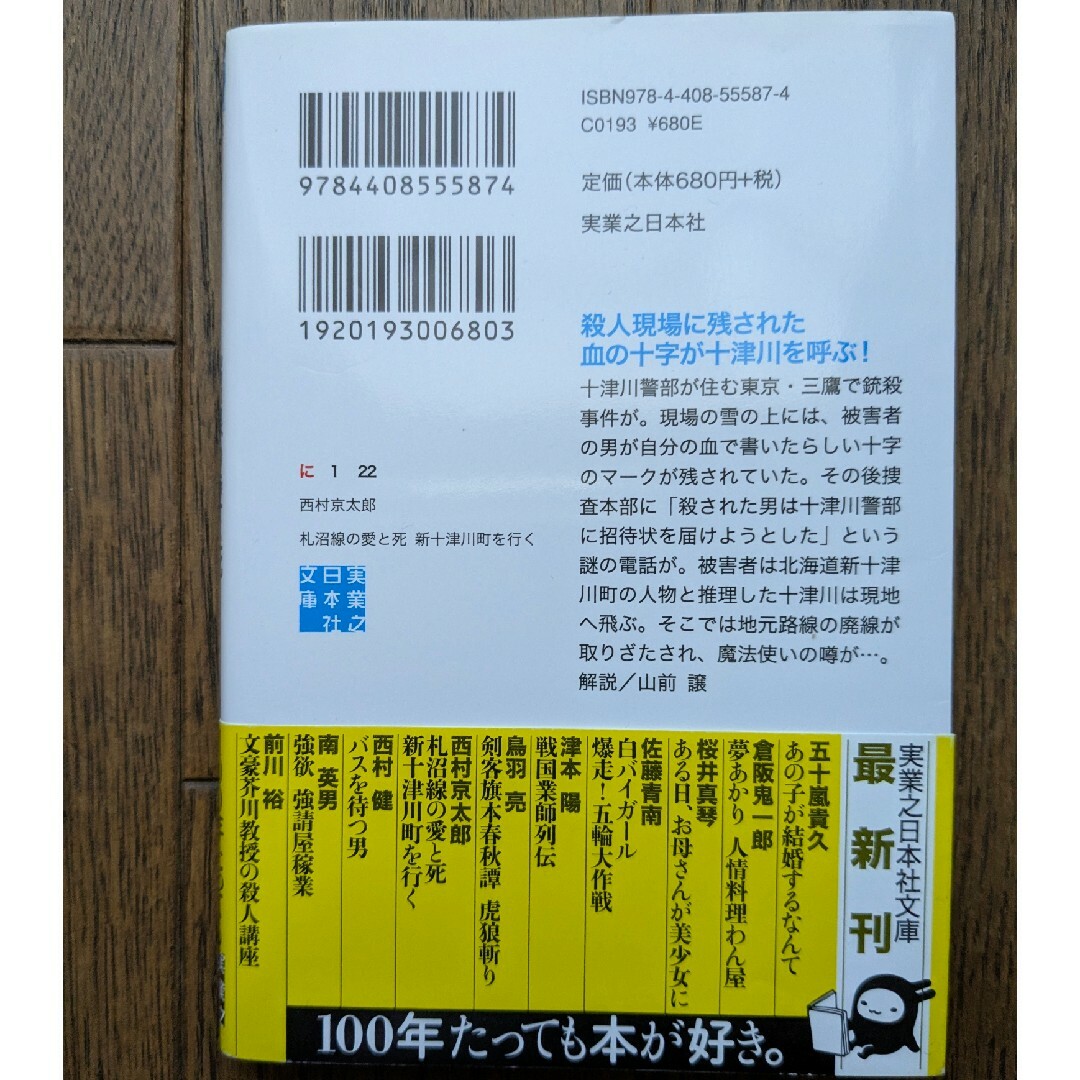 9784408555874
1920193006803
ISBN978-4-408-55587-4
C0193 ¥680E
定価(本体680円+税)
実業之日本社
殺人現場に残された
血の十字が十津川を呼ぶ!
十津川警部が住む東京・三鷹で銃殺
事件が。現場の雪の上には、被害者
の男が自分の血で書いたらしい十字
のマークが残されていた。その後捜
査本部に「殺された男は十津川警部
に招待状を届けようとした」という
謎の電話が。被害者は北海道新十津
川町の人物と推理した十津川は現地
へ飛ぶ。そこでは地元路線の廃線が
取りざたされ、魔法使いの噂が…。
解説/山前 譲
に 1 22
西村京太郎
札沼線の愛と死 新十津川町を行く
実業之
日本社
文庫
実業之日本社文庫
最新刊
五十嵐貴久
あの子が結婚するなんて
倉阪鬼一郎
夢あかり 人情料理わん屋
桜井真琴
ある日、お母さんが美少女に
佐藤青南
白バイガール
爆走!五輪大作戦
津本 陽
戦国業師列伝
鳥羽 亮
剣客旗本春秋譚 虎狼斬り
西村京太郎
札沼線の愛と死
新十津川町を行く
西村 健
バスを待つ男
南 英男
強欲 強請屋稼業
前川 裕
文豪芥川教授の殺人講座
100年たっても本が好き。